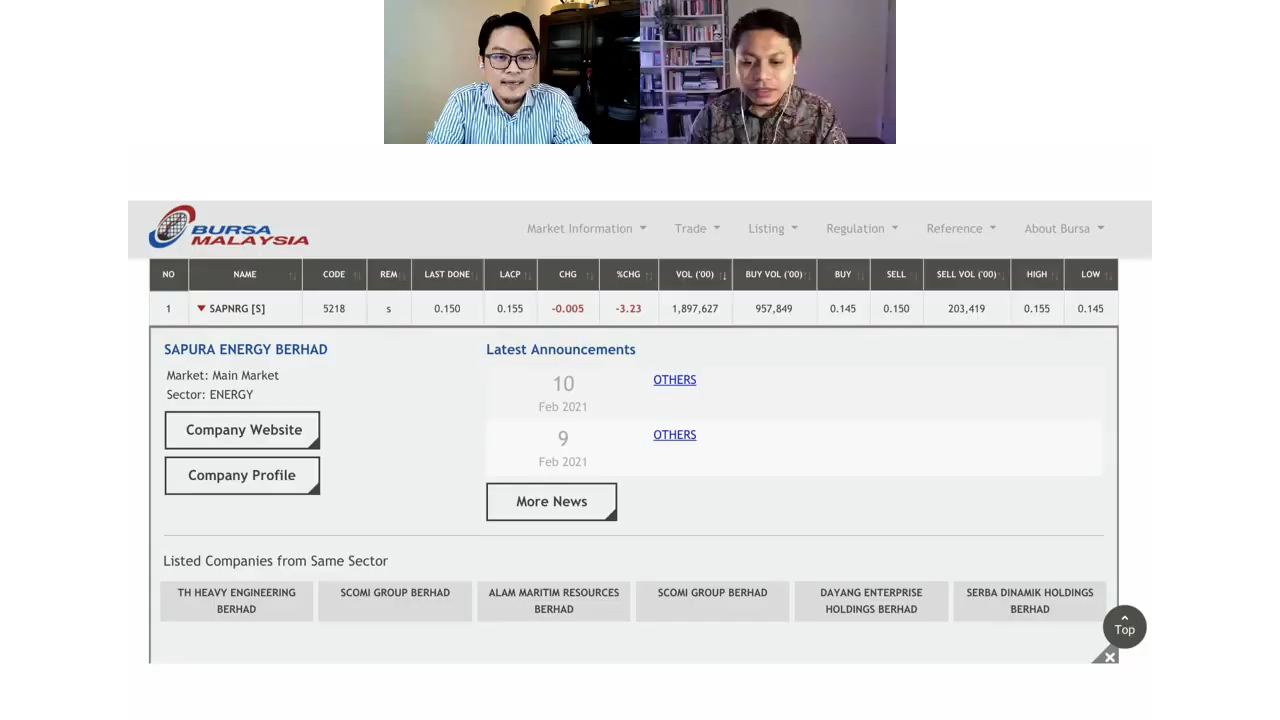 BURSA
MALAYSIA
Market Information Trade Listing Regulation Reference About Bursa
NO NAME CODE REM LAST DONE LACP CHG %CHG VOL ('00) BUY VOL ('00) BUY SELL SELL VOL ('00) HIGH LOW
1 SAPNRG [S] 5218 s 0.150 0.155 -0.005 -3.23 1,897,627 957,849 0.145 0.150 203,419 0.155 0.145
SAPURA ENERGY BERHAD
Market: Main Market
Sector: ENERGY
Company Website
Company Profile
Latest Announcements
10
Feb 2021
OTHERS
9
Feb 2021
OTHERS
More News
Listed Companies from Same Sector
TH HEAVY ENGINEERING
BERHAD
SCOMI GROUP BERHAD
ALAM MARITIM RESOURCES
BERHAD
SCOMI GROUP BERHAD
DAYANG ENTERPRISE
HOLDINGS BERHAD
SERBA DINAMIK HOLDINGS
BERHAD
Top